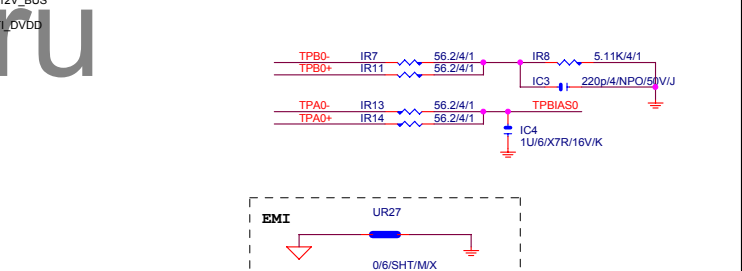 12V_BUS
I_DVDD
ru
TPB0- IR7 56.2/4/1 IR8 5.11K/4/1
TPB0+ IR11 56.2/4/1
IC3 220p/4/NPO/50V/J
TPA0- IR13 56.2/4/1 TPBIAS0
TPA0+ IR14 56.2/4/1
IC4
1U/6/X7R/16V/K
EMI
UR27
0/6/SHT/M/X